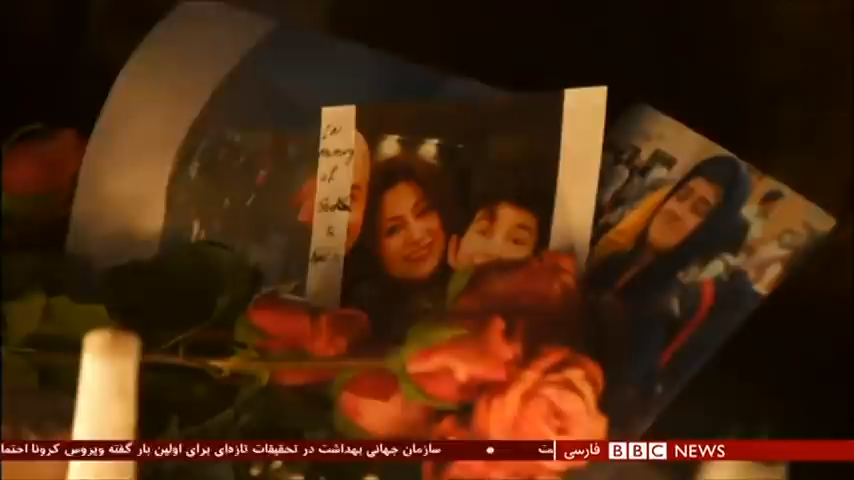 In
memory
of
&
سازمان جهانی بهداشت در تحقیقات تازه‌ای برای اولین بار گفته ویروس کرونا احتما
فارسی BBC NEWS